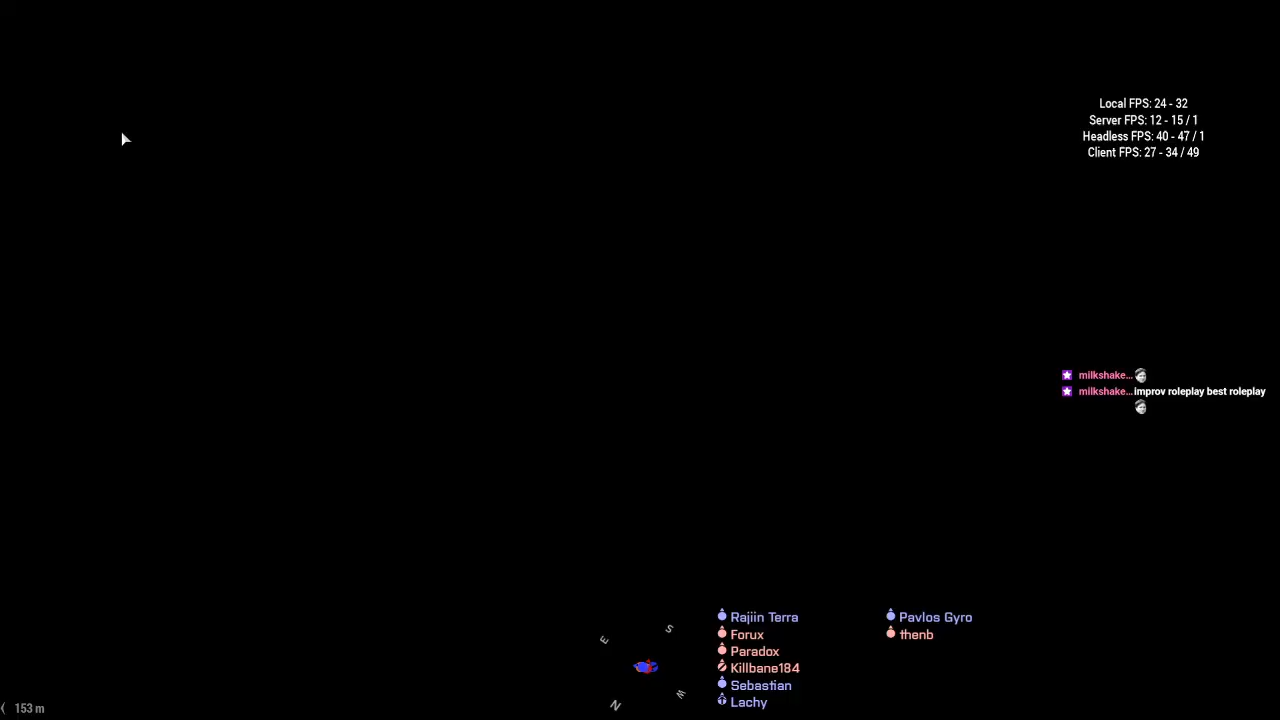 Local FPS: 24 - 32
Server FPS: 12 - 15 / 1
Headless FPS: 40 - 47 / 1
Client FPS: 27 - 34 / 49
milkshake...
milkshake... improv roleplay best roleplay
Rajiin Terra
Pavlos Gyro
Forux
thenb
Paradox
Killbane184
Sebastian
Lachy
S
E
W
N
153 m